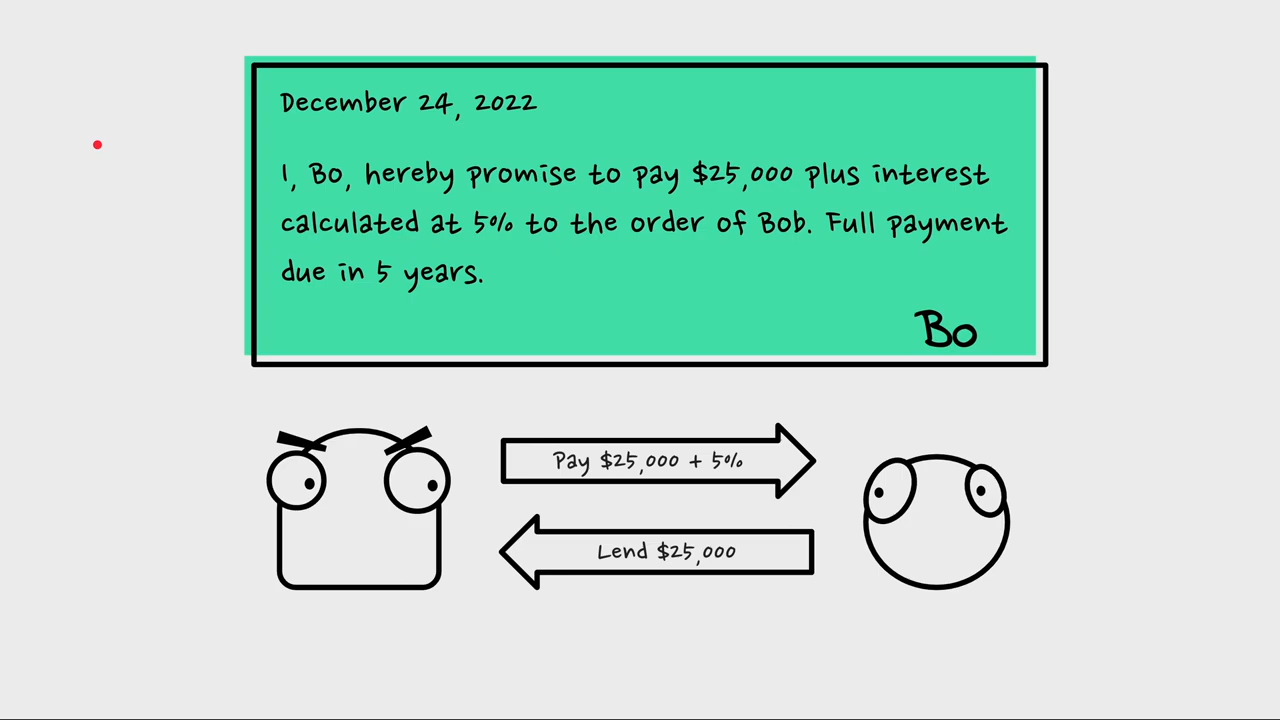 December 24, 2022
I, Bo, hereby promise to pay $25,000 plus interest
calculated at 5% to the order of Bob. Full payment
due in 5 years.
Bo
Pay $25,000 + 5%
Lend $25,000